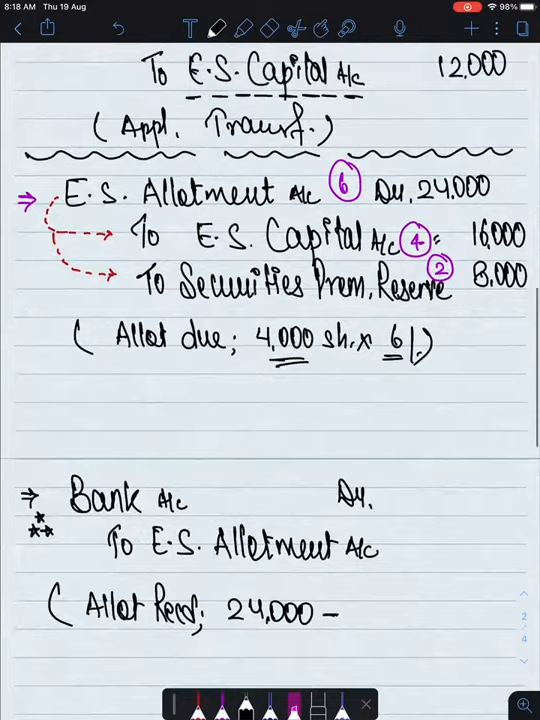 8:18 AM Thu 19 Aug 98%
To E.S. Capital A/c 12,000
(Appl. Transf.)
⇒ E.S. Allotment A/c 6 Dr. 24,000
To E.S. Capital A/c 4 = 16,000
To Securities Prem. Reserve 2 8,000
(Allot due; 4,000 sh. x 6/.)
⇒ Bank A/c Dr.
To E.S. Allotment A/c
(Allot Recd; 24,000 –
2
4